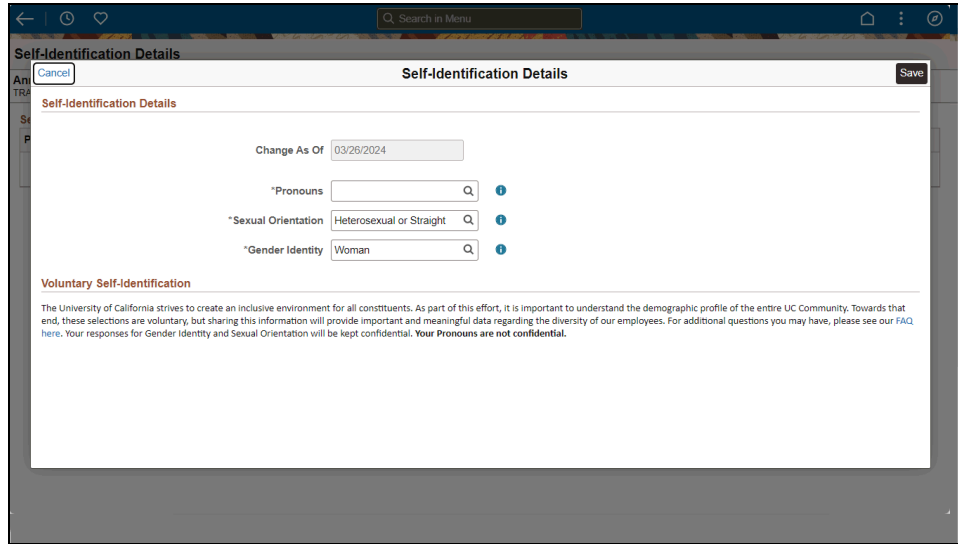 Search in Menu
Self-Identification Details
Cancel
Self-Identification Details
Save
TRA
Self-Identification Details
Se
P
Change As Of 03/26/2024
*Pronouns
*Sexual Orientation Heterosexual or Straight
*Gender Identity Woman
Voluntary Self-Identification
The University of California strives to create an inclusive environment for all constituents. As part of this effort, it is important to understand the demographic profile of the entire UC Community. Towards that
end, these selections are voluntary, but sharing this information will provide important and meaningful data regarding the diversity of our employees. For additional questions you may have, please see our FAQ
here. Your responses for Gender Identity and Sexual Orientation will be kept confidential. Your Pronouns are not confidential.